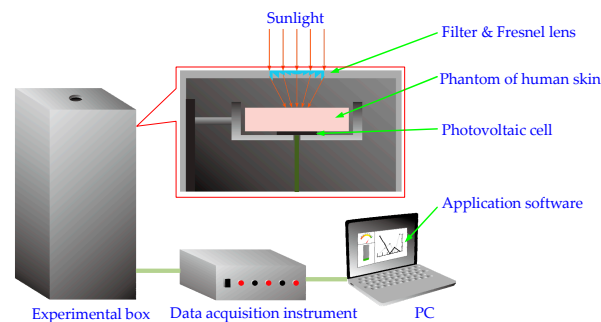 Sunlight
Filter & Fresnel lens
Phantom of human skin
Photovoltaic cell
Application software
Experimental box
Data acquisition instrument
PC